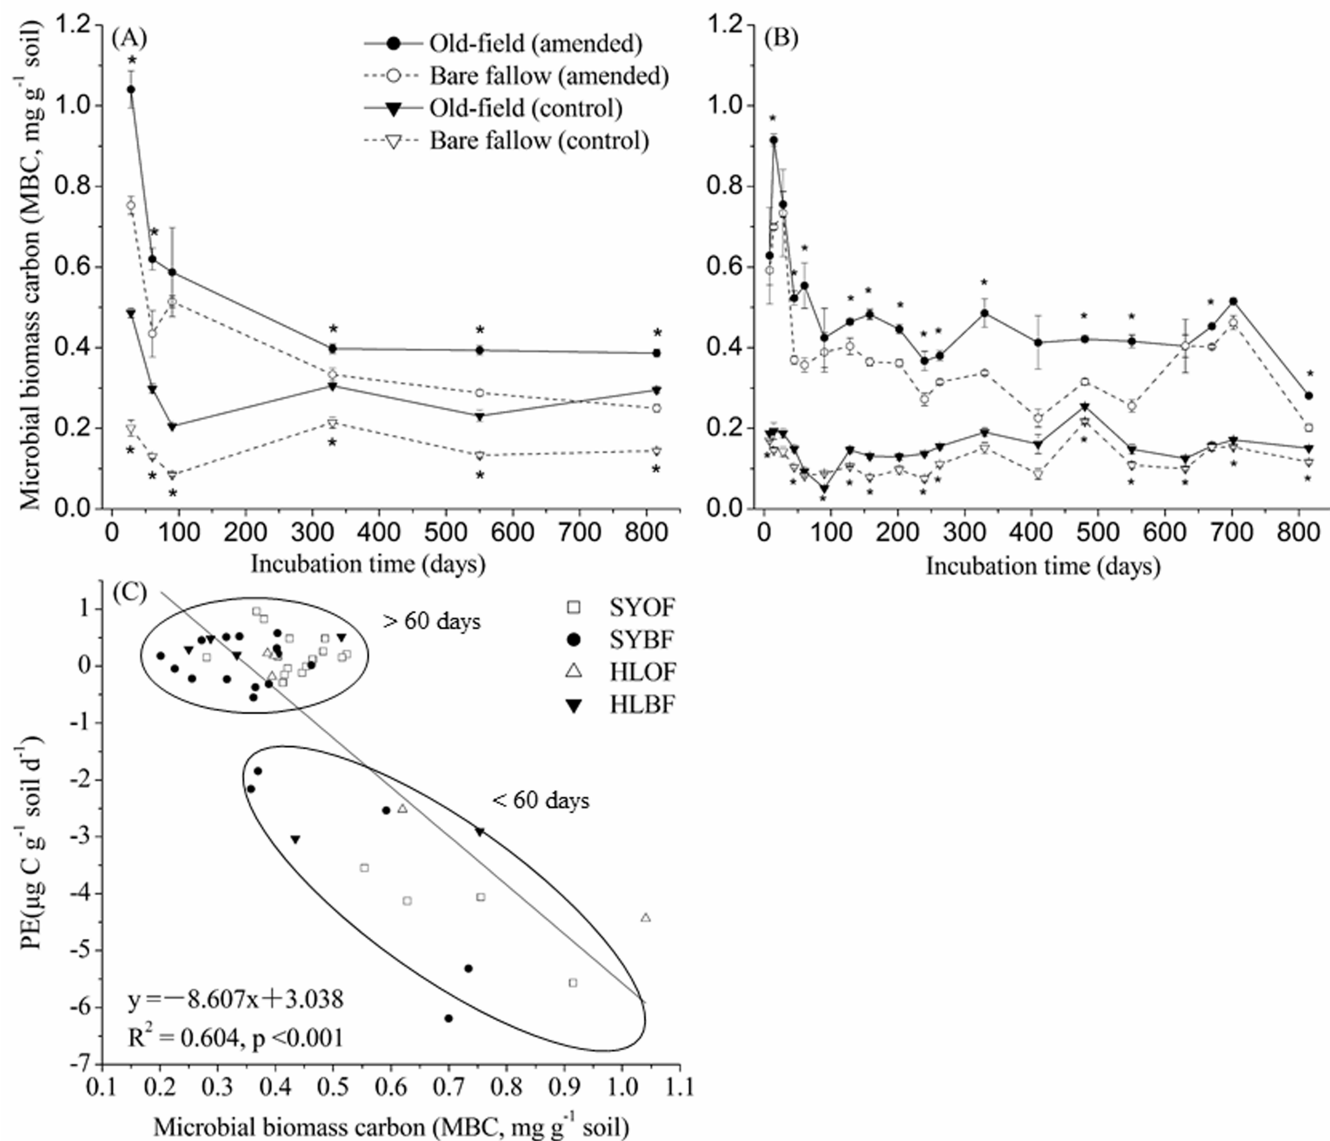 (A)
Old-field (amended)
Bare fallow (amended)
Old-field (control)
Bare fallow (control)
Microbial biomass carbon (MBC, mg g-1 soil)
1.2
1.0
0.8
0.6
0.4
0.2
0.0
* * * * *
* * * * * *
0 100 200 300 400 500 600 700 800
Incubation time (days)
(B)
1.2
1.0
0.8
0.6
0.4
0.2
0.0
0 100 200 300 400 500 600 700 800
Incubation time (days)
(C)
> 60 days
SYOF
SYBF
HLOF
HLBF
< 60 days
PE(μg C g-1 soil d-1)
1
0
-1
-2
-3
-4
-5
-6
-7
y =−8.607x+3.038
R2 = 0.604, p <0.001
0.1 0.2 0.3 0.4 0.5 0.6 0.7 0.8 0.9 1.0 1.1
Microbial biomass carbon (MBC, mg g-1 soil)